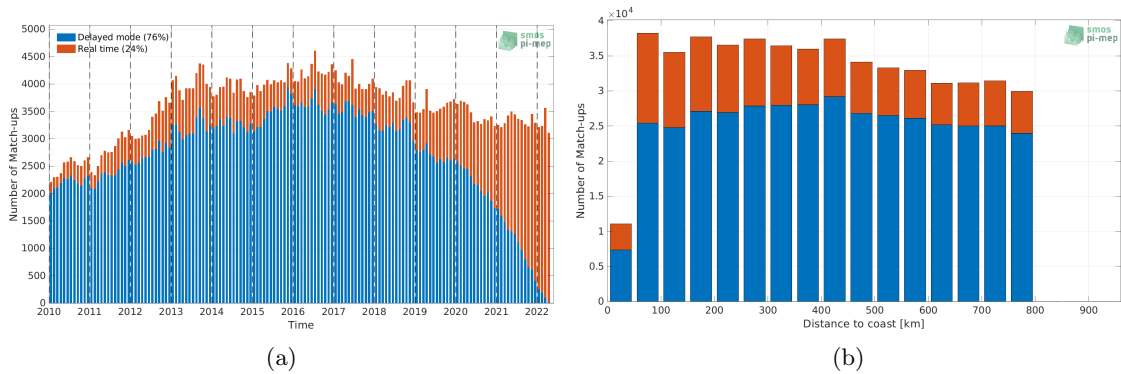 5000
4500
4000
3500
3000
2500
2000
1500
1000
500
0
Number of Match-ups
Delayed mode (76%)
Real time (24%)
smos
pi-mep
2010 2011 2012 2013 2014 2015 2016 2017 2018 2019 2020 2021 2022
Time
(a)
×10⁴
4
3.5
3
2.5
2
1.5
1
0.5
0
Number of Match-ups
smos
pi-mep
0 100 200 300 400 500 600 700 800 900
Distance to coast [km]
(b)